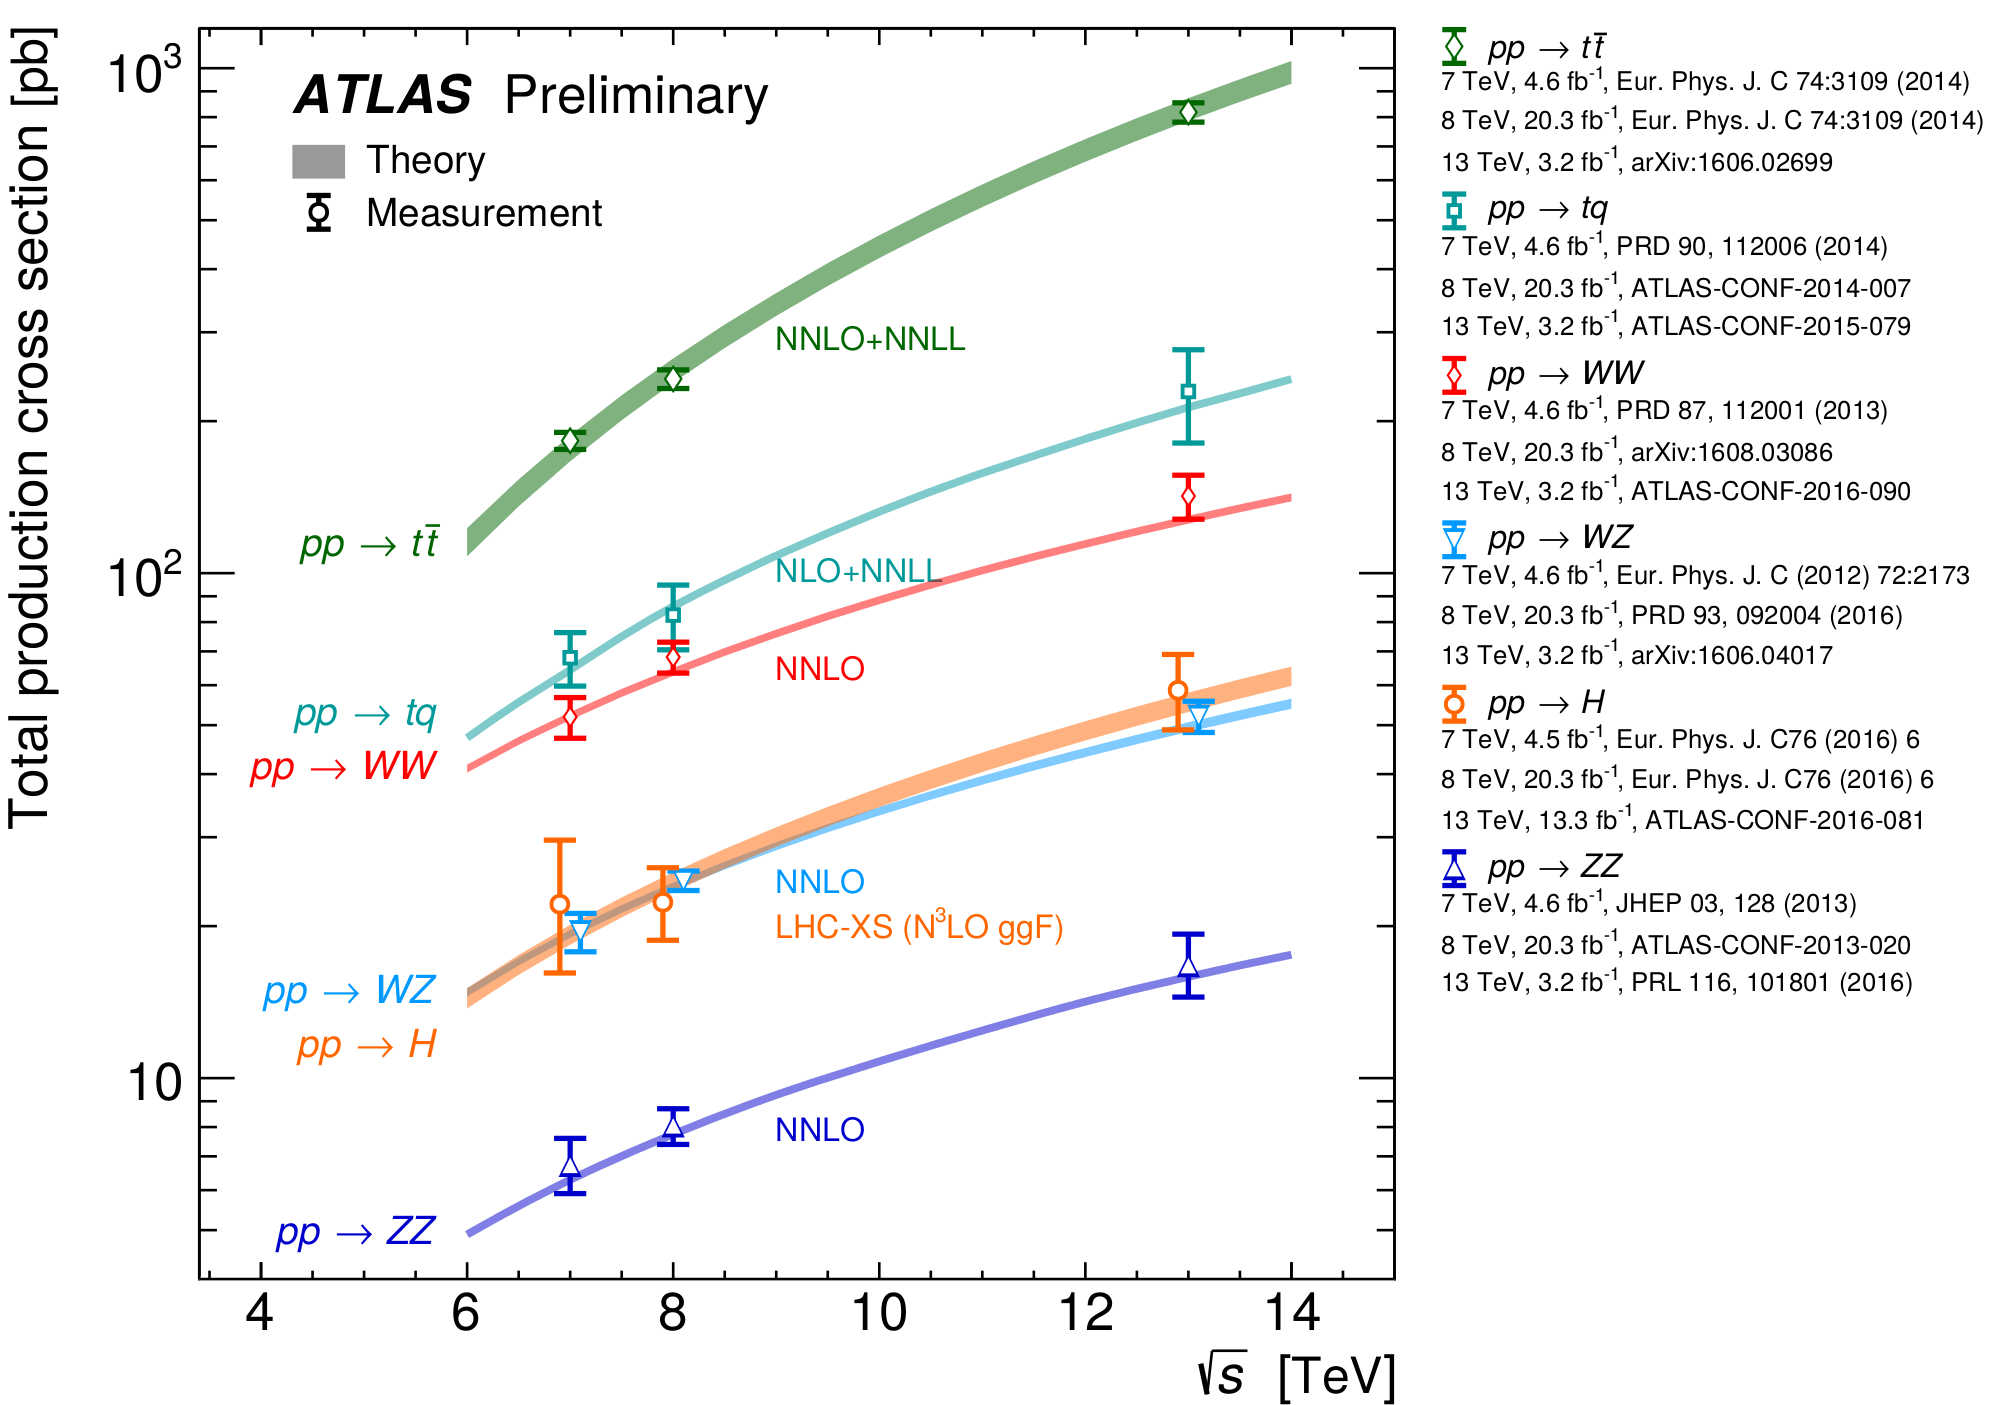 Total production cross section [pb]
10³
10²
10
ATLAS Preliminary
Theory
Measurement
NNLO+NNLL
pp → tt̄
NLO+NNLL
NNLO
pp → tq
pp → WW
NNLO
LHC-XS (N³LO ggF)
pp → WZ
pp → H
NNLO
pp → ZZ
4 6 8 10 12 14
√s [TeV]
pp → tt̄
7 TeV, 4.6 fb⁻¹, Eur. Phys. J. C 74:3109 (2014)
8 TeV, 20.3 fb⁻¹, Eur. Phys. J. C 74:3109 (2014)
13 TeV, 3.2 fb⁻¹, arXiv:1606.02699
pp → tq
7 TeV, 4.6 fb⁻¹, PRD 90, 112006 (2014)
8 TeV, 20.3 fb⁻¹, ATLAS-CONF-2014-007
13 TeV, 3.2 fb⁻¹, ATLAS-CONF-2015-079
pp → WW
7 TeV, 4.6 fb⁻¹, PRD 87, 112001 (2013)
8 TeV, 20.3 fb⁻¹, arXiv:1608.03086
13 TeV, 3.2 fb⁻¹, ATLAS-CONF-2016-090
pp → WZ
7 TeV, 4.6 fb⁻¹, Eur. Phys. J. C (2012) 72:2173
8 TeV, 20.3 fb⁻¹, PRD 93, 092004 (2016)
13 TeV, 3.2 fb⁻¹, arXiv:1606.04017
pp → H
7 TeV, 4.5 fb⁻¹, Eur. Phys. J. C76 (2016) 6
8 TeV, 20.3 fb⁻¹, Eur. Phys. J. C76 (2016) 6
13 TeV, 13.3 fb⁻¹, ATLAS-CONF-2016-081
pp → ZZ
7 TeV, 4.6 fb⁻¹, JHEP 03, 128 (2013)
8 TeV, 20.3 fb⁻¹, ATLAS-CONF-2013-020
13 TeV, 3.2 fb⁻¹, PRL 116, 101801 (2016)